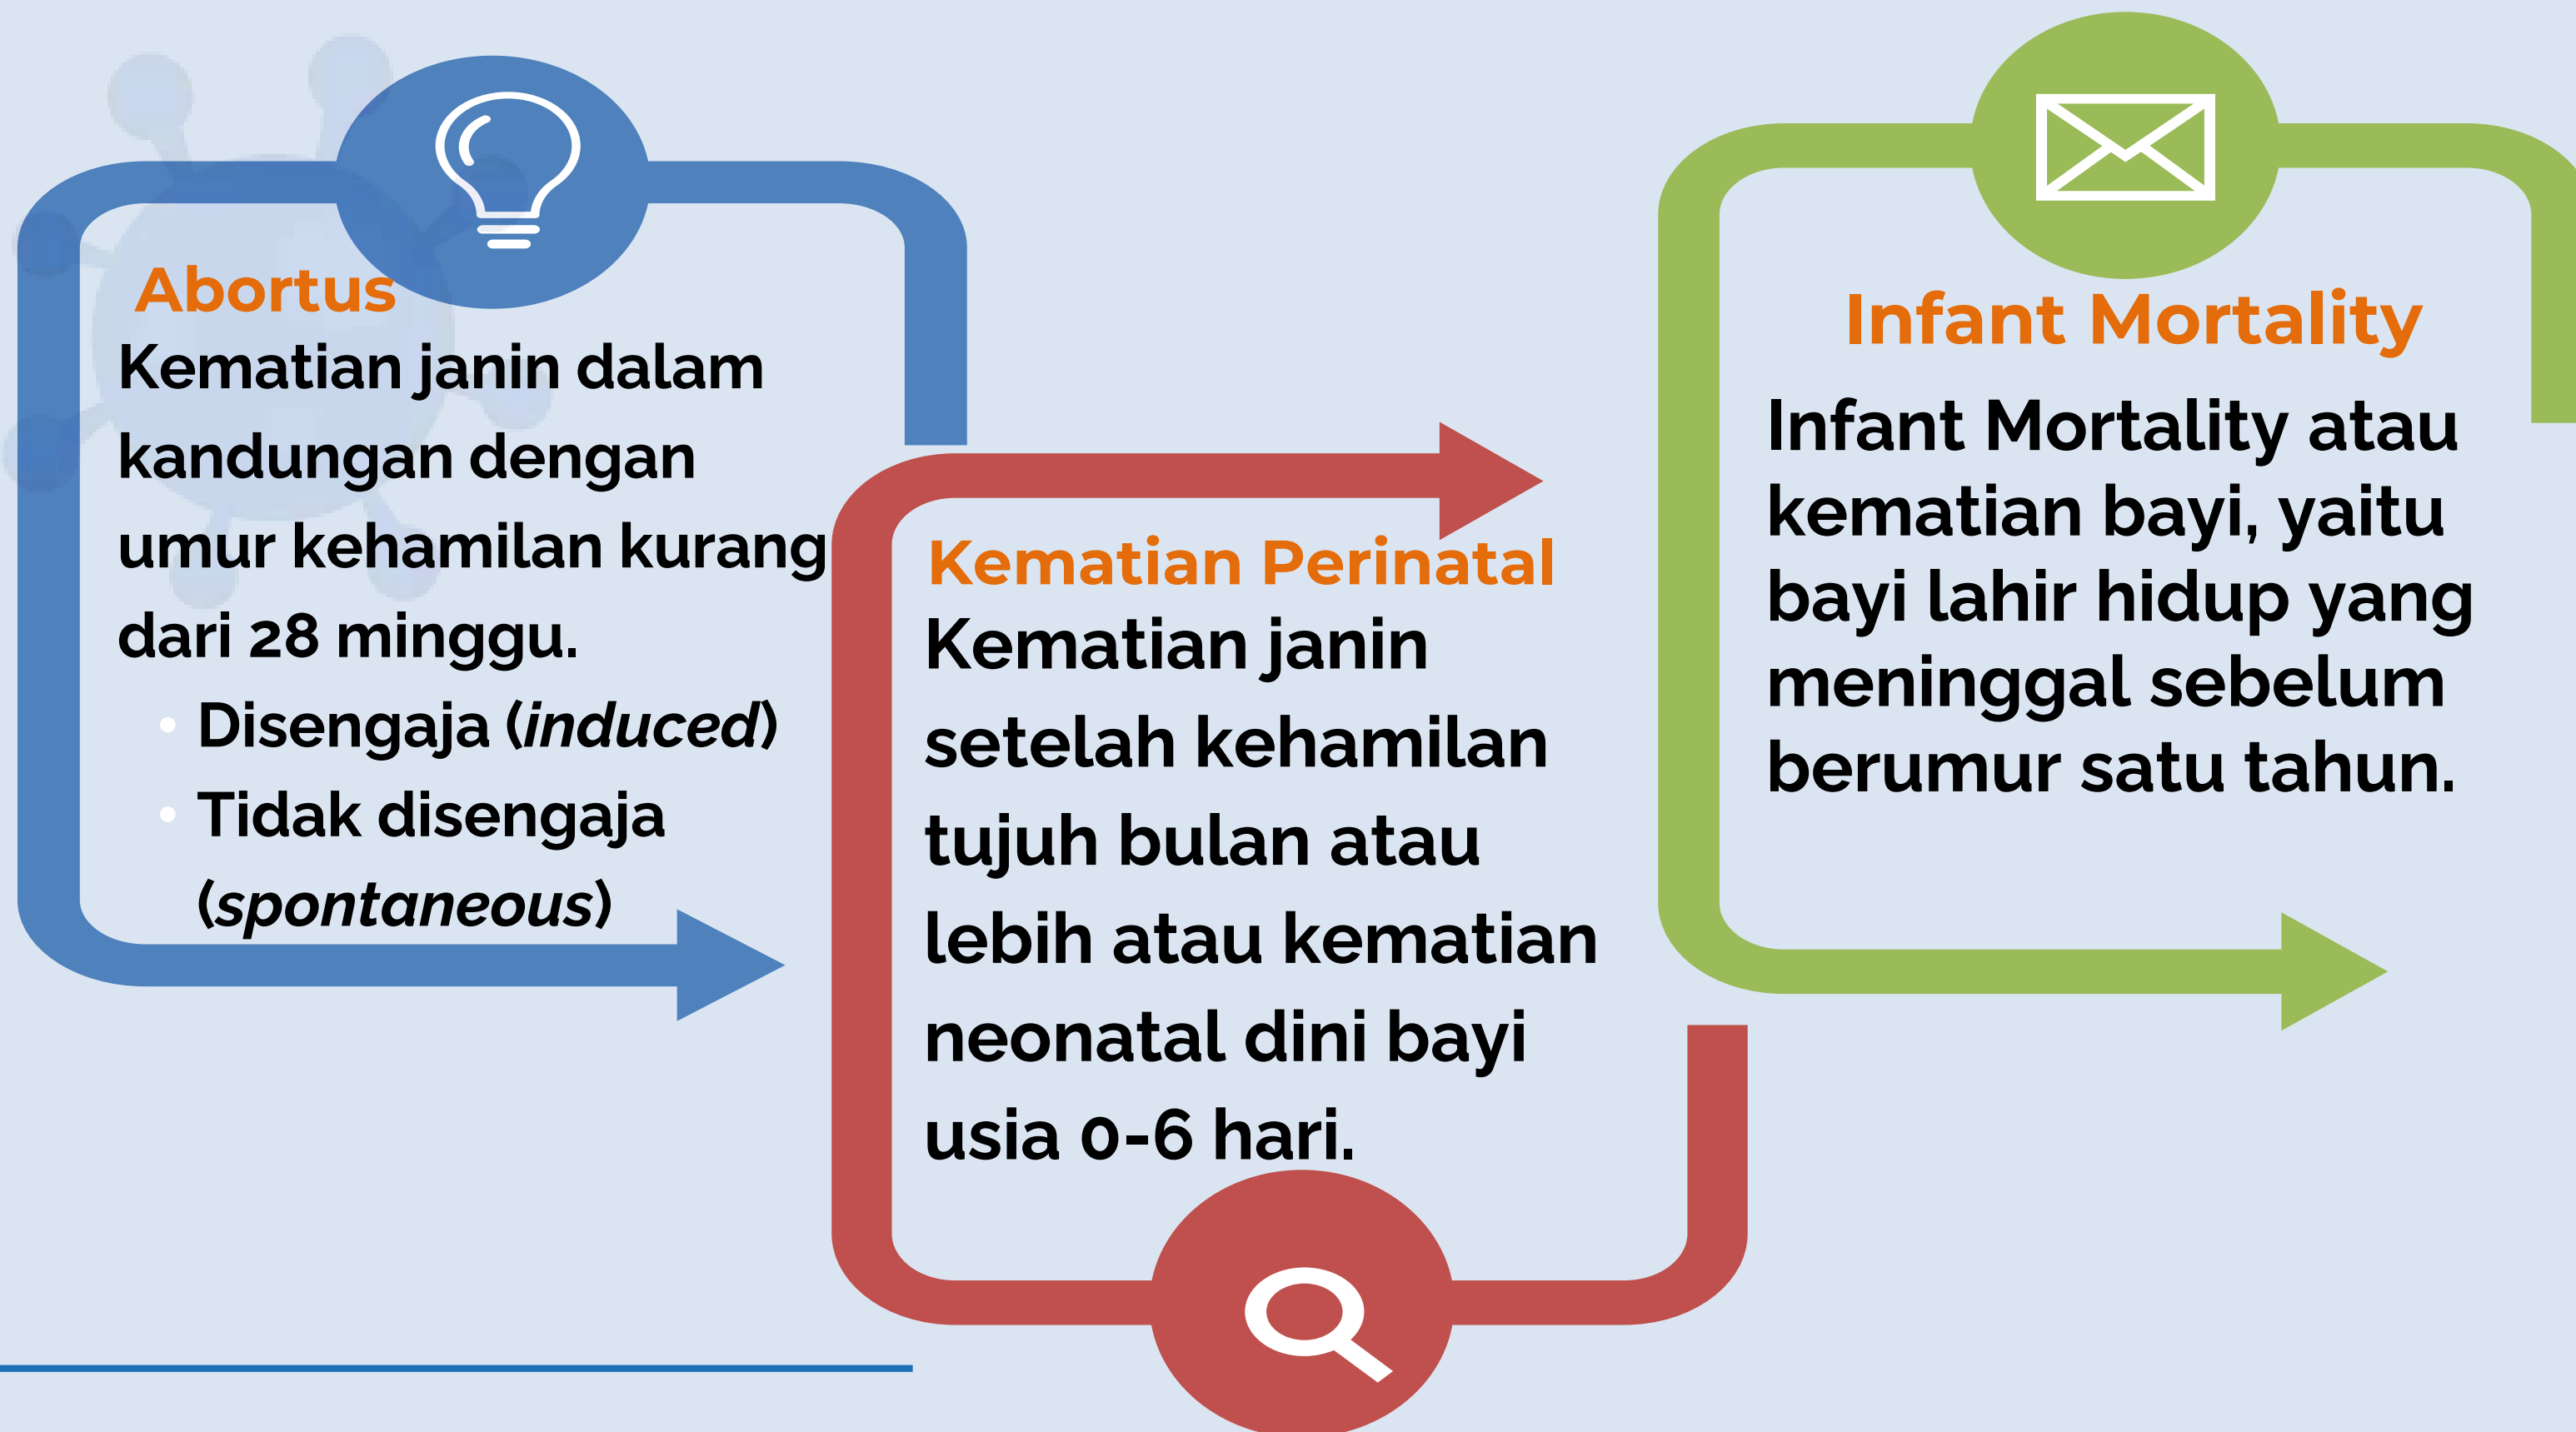 Abortus
Kematian janin dalam
kandungan dengan
umur kehamilan kurang
dari 28 minggu.
• Disengaja (induced)
• Tidak disengaja
(spontaneous)
Kematian Perinatal
Kematian janin
setelah kehamilan
tujuh bulan atau
lebih atau kematian
neonatal dini bayi
usia 0-6 hari.
Infant Mortality
Infant Mortality atau
kematian bayi, yaitu
bayi lahir hidup yang
meninggal sebelum
berumur satu tahun.